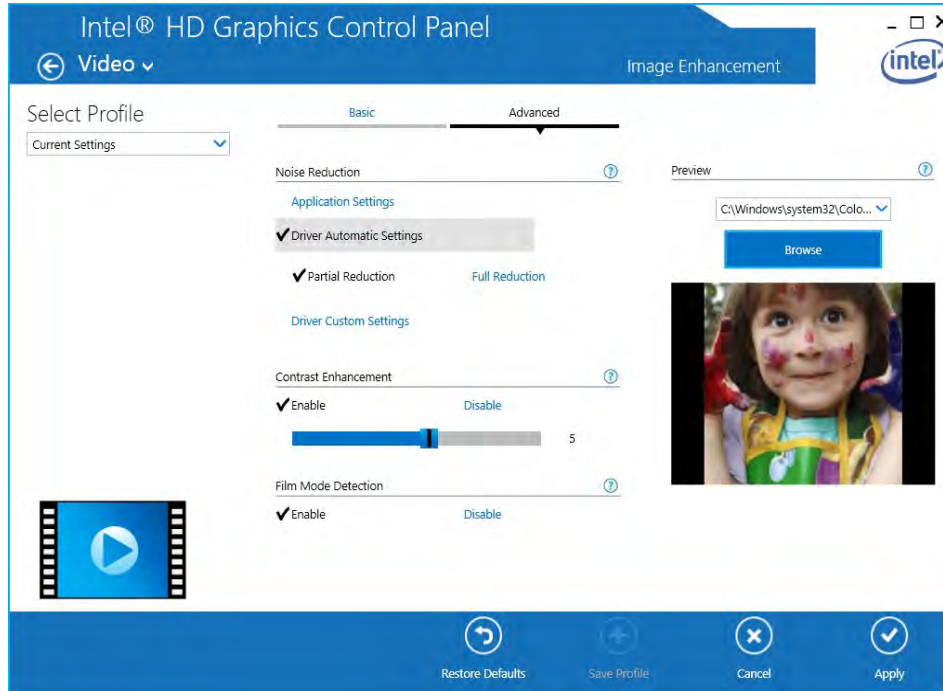 Intel® HD Graphics Control Panel
Video
Image Enhancement
intel
Select Profile
Current Settings
Basic
Advanced
Noise Reduction
?
Application Settings
Driver Automatic Settings
Partial Reduction
Full Reduction
Driver Custom Settings
Contrast Enhancement
?
Enable
Disable
5
Film Mode Detection
?
Enable
Disable
Preview
?
C:\Windows\system32\Colo...
Browse
Restore Defaults
Save Profile
Cancel
Apply